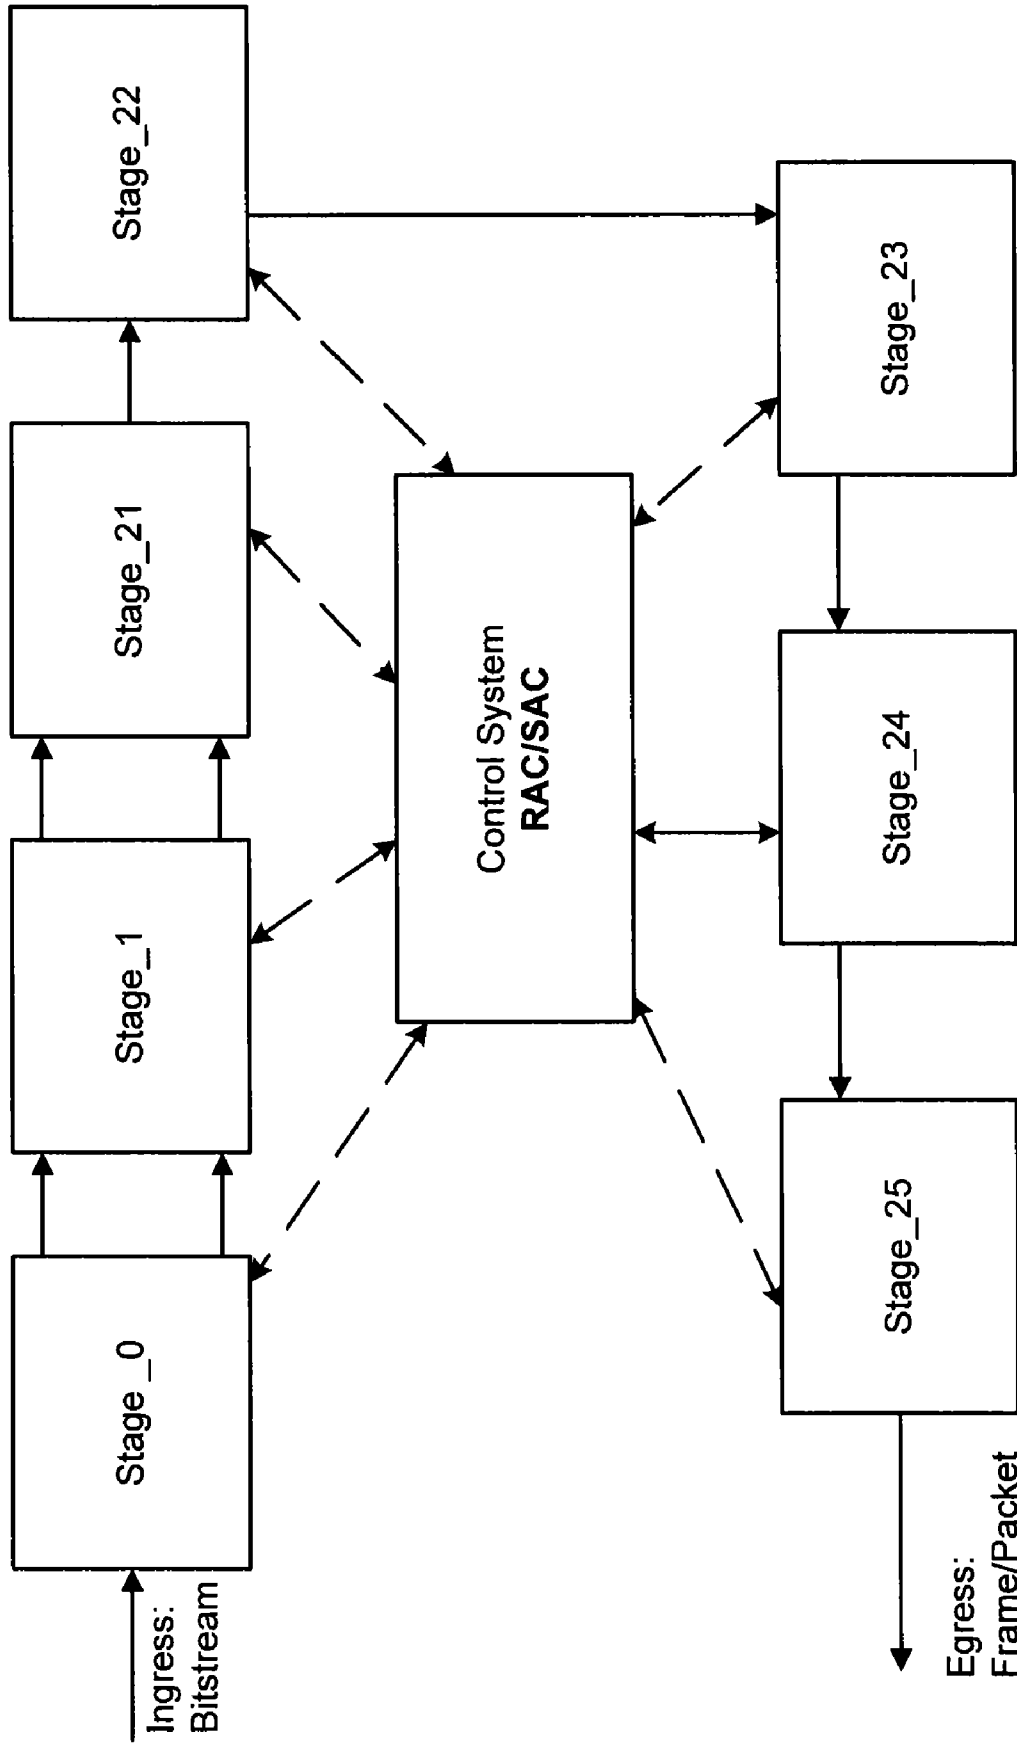 Ingress:
Bitstream
Stage _0
Stage_1
Stage_21
Stage_22
Control System
RAC/SAC
Stage_25
Stage_24
Stage_23
Egress:
Frame/Packet